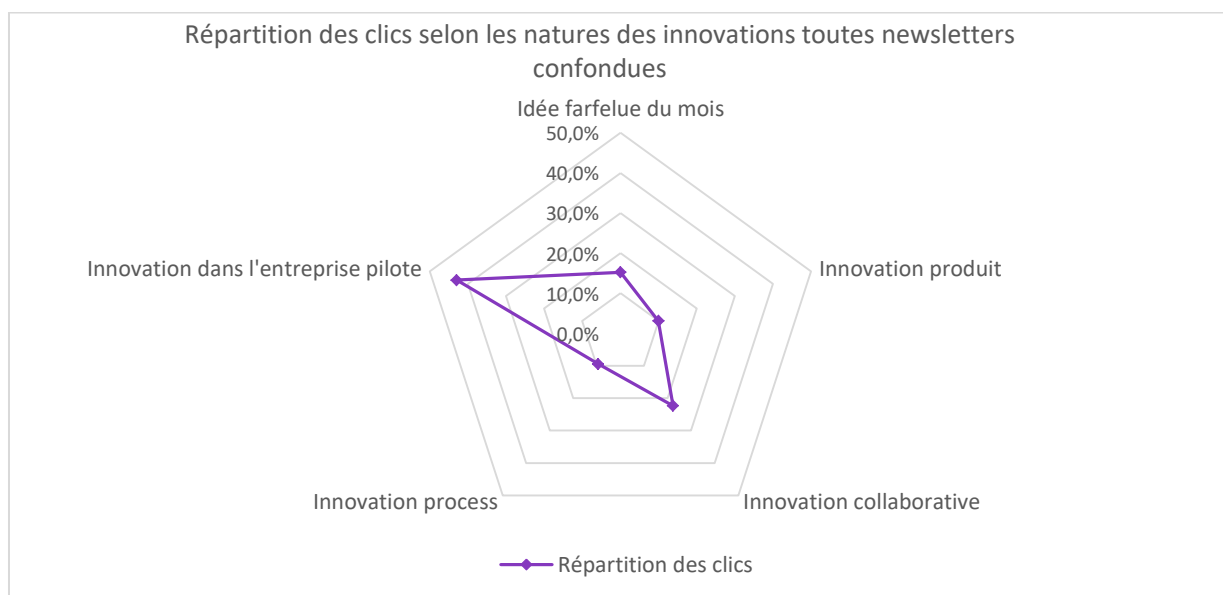 Répartition des clics selon les natures des innovations toutes newsletters
confondues
Idée farfelue du mois
50,0%
40,0%
30,0%
20,0%
10,0%
0,0%
Innovation dans l'entreprise pilote
Innovation produit
Innovation process
Innovation collaborative
Répartition des clics